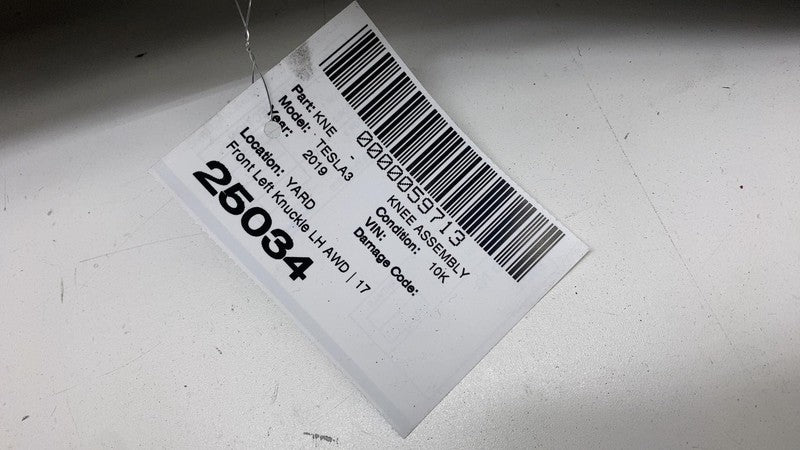 0000059713
Part: KNE - KNEE ASSEMBLY
Model: TESLA3 Condition: 10K
Year: 2019 VIN:
Damage Code:
Location: YARD
Front Left Knuckle LH AWD | 17
25034